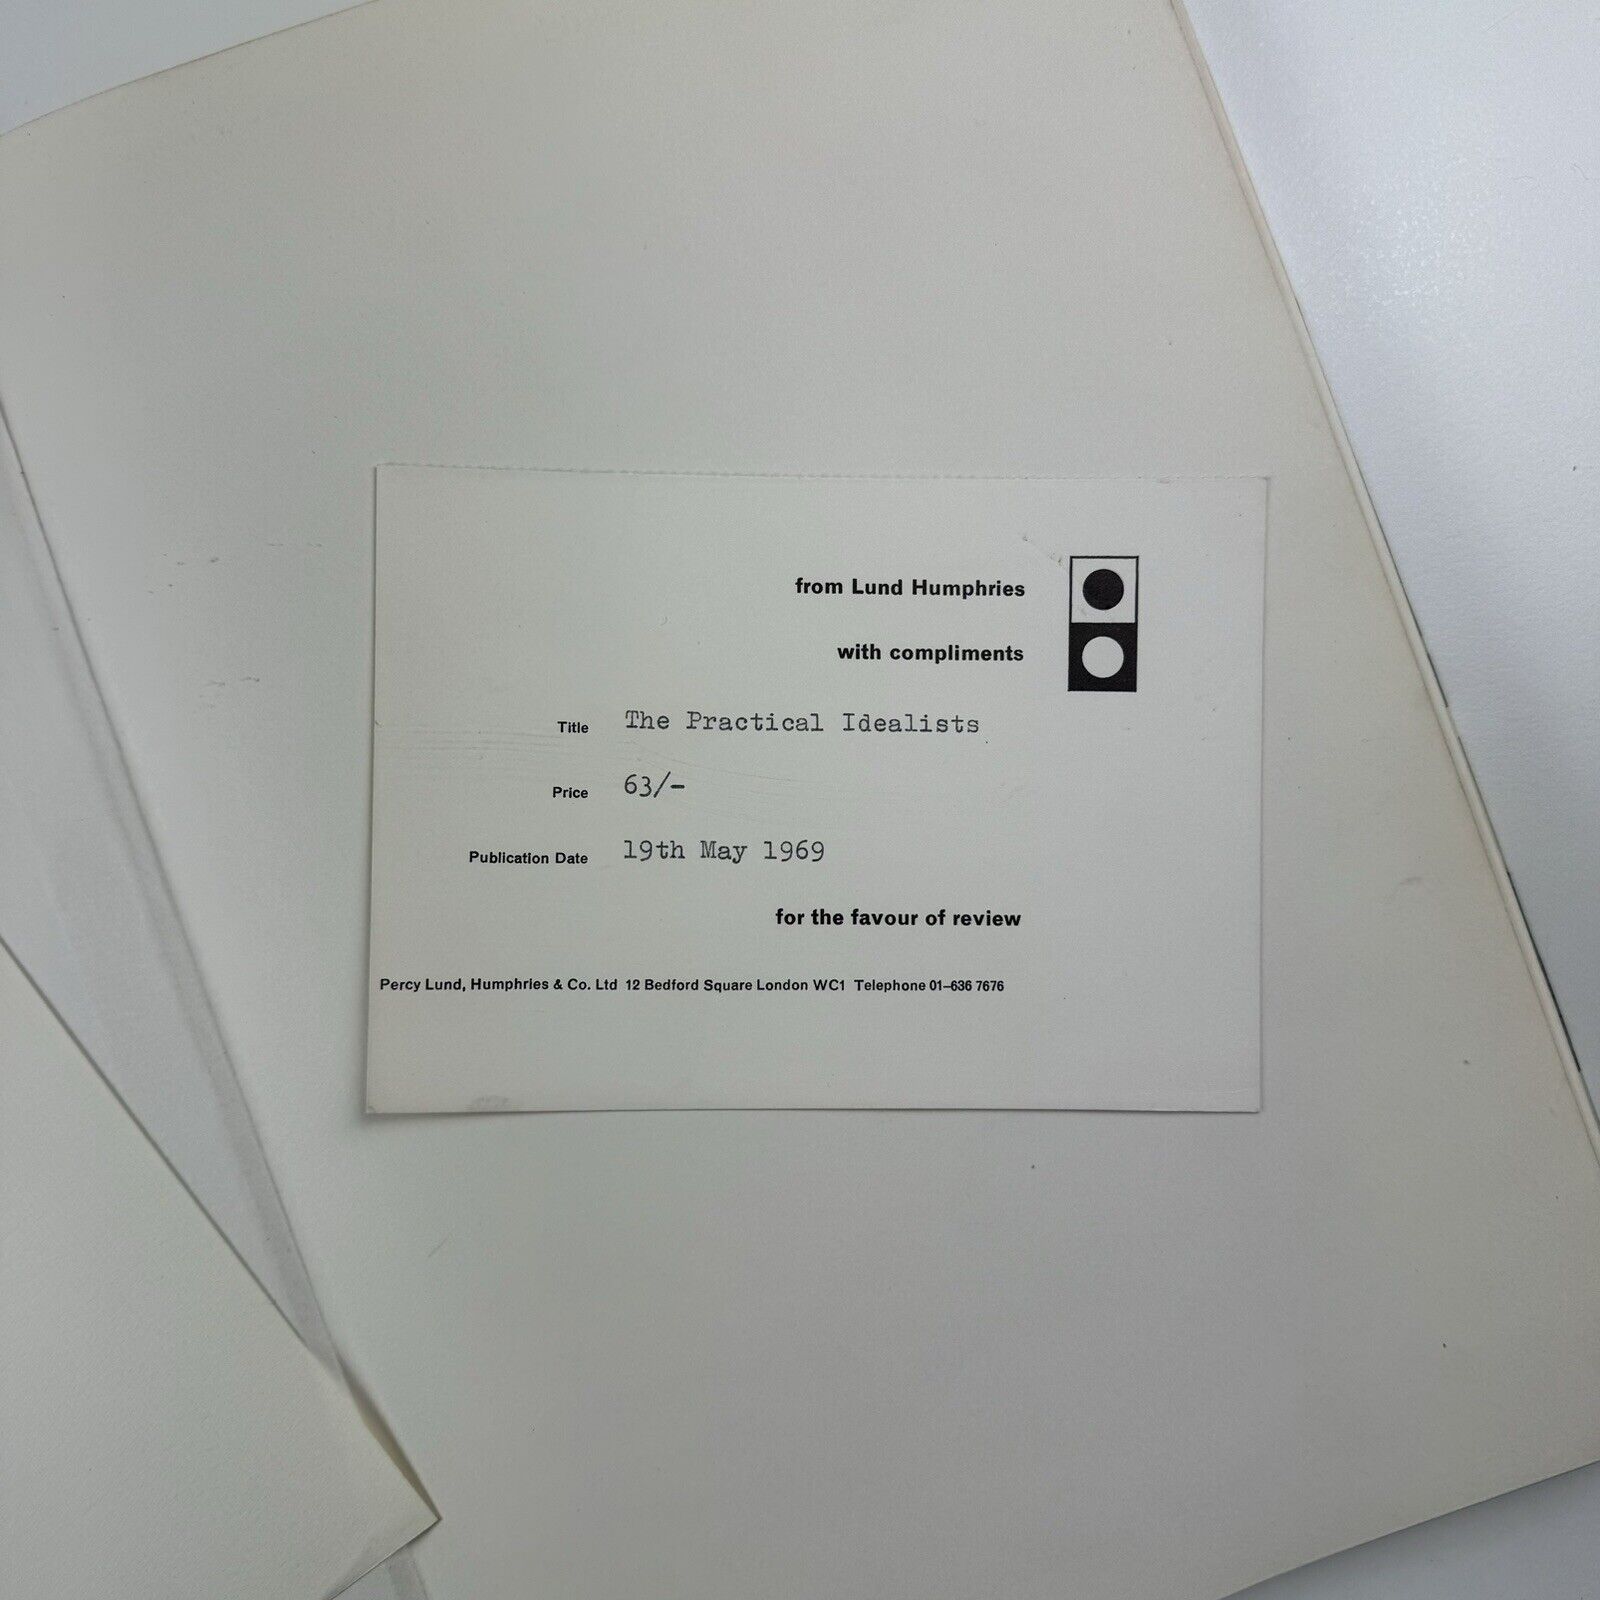 from Lund Humphries
with compliments
Title The Practical Idealists
Price 63/-
Publication Date 19th May 1969
for the favour of review
Percy Lund, Humphries & Co. Ltd 12 Bedford Square London WC1 Telephone 01–636 7676